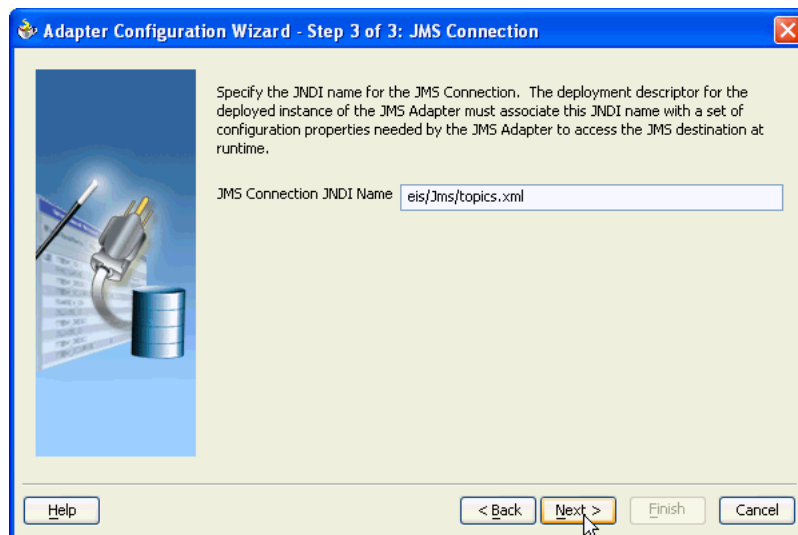 Adapter Configuration Wizard - Step 3 of 3: JMS Connection
Specify the JNDI name for the JMS Connection. The deployment descriptor for the
deployed instance of the JMS Adapter must associate this JNDI name with a set of
configuration properties needed by the JMS Adapter to access the JMS destination at
runtime.
JMS Connection JNDI Name eis/Jms/topics.xml
Help < Back Next > Finish Cancel